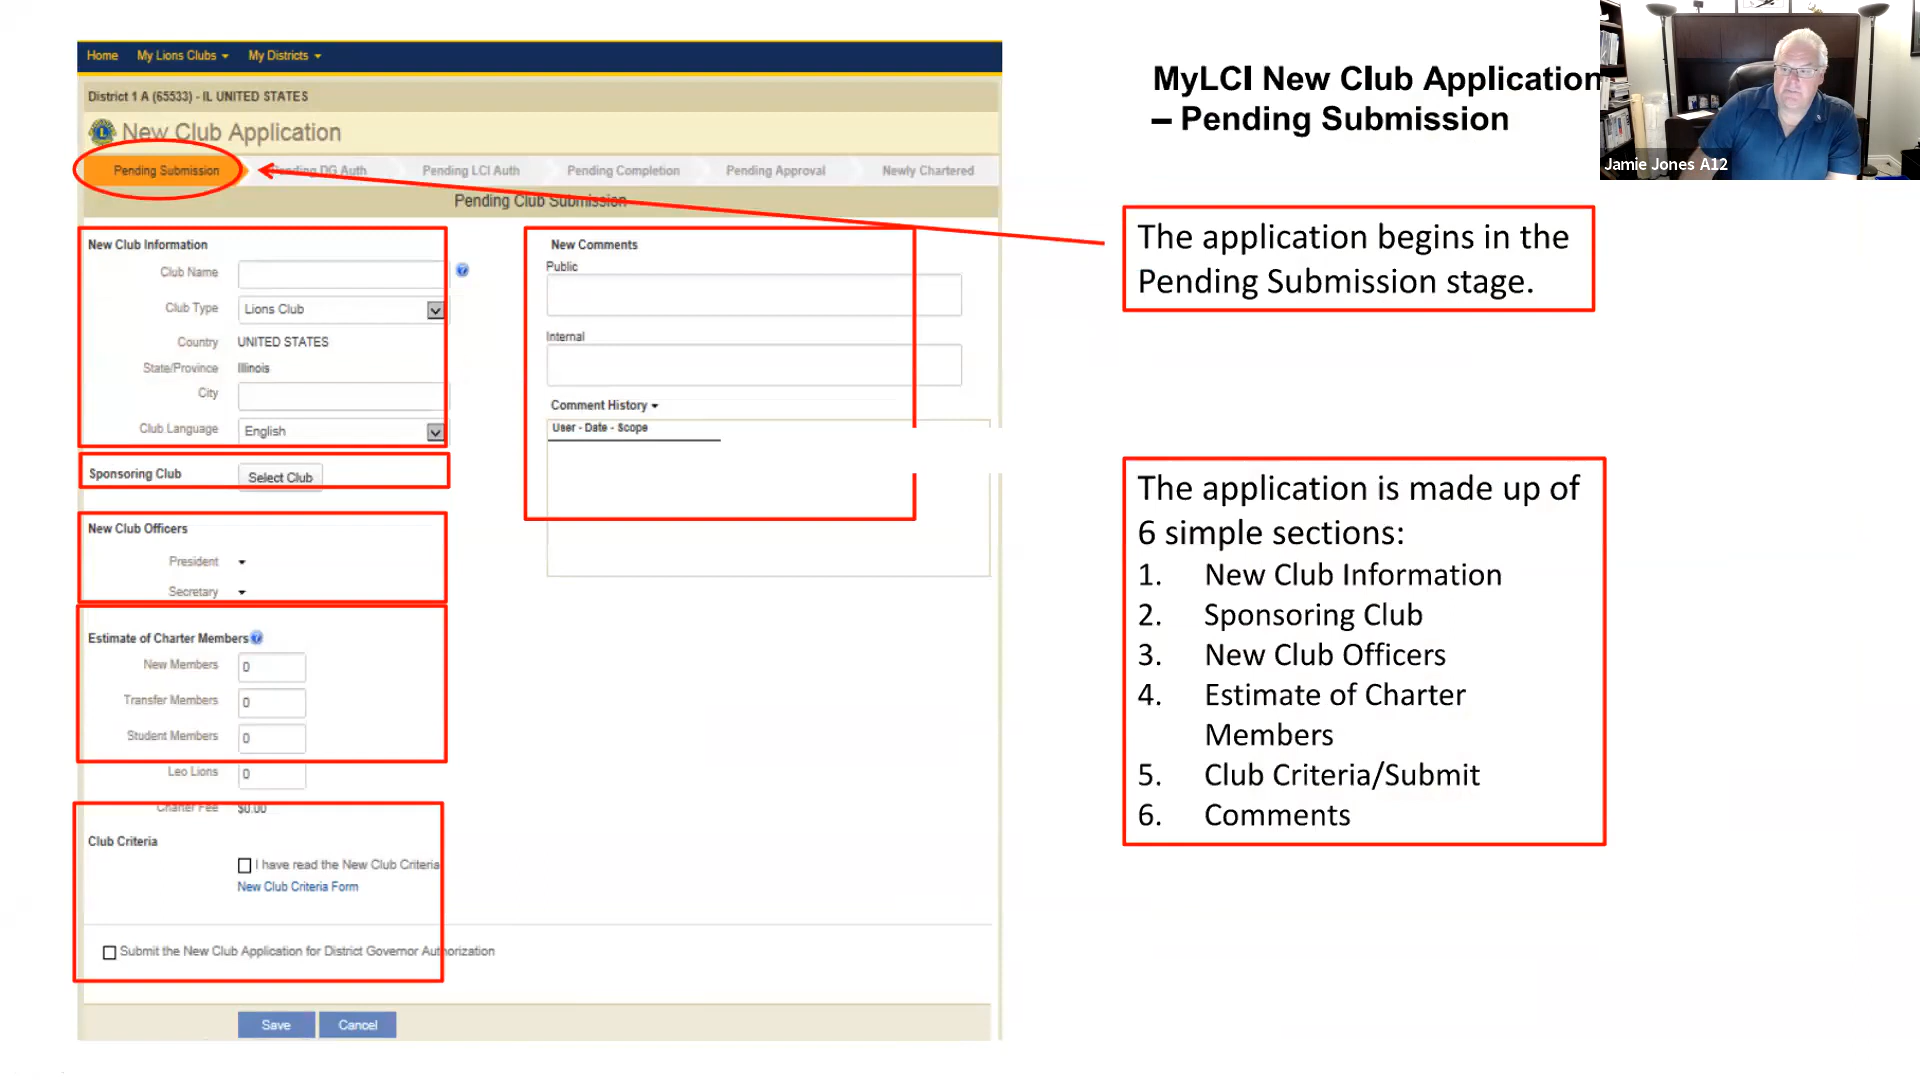 Home My Lions Clubs My Districts
District 1 A (65533) - IL UNITED STATES
New Club Application
Pending Submission Pending DG Auth Pending LCI Auth Pending Completion Pending Approval Newly Chartered
Pending Club Submission
New Club Information
Club Name
Club Type Lions Club
Country UNITED STATES
State/Province Illinois
City
Club Language English
Sponsoring Club Select Club
New Club Officers
President
Secretary
Estimate of Charter Members
New Members 0
Transfer Members 0
Student Members 0
Leo Lions 0
Charter Fee $0.00
Club Criteria
I have read the New Club Criteria
New Club Criteria Form
Submit the New Club Application for District Governor Authorization
Save Cancel
New Comments
Public
Internal
Comment History
User - Date - Scope
MyLCI New Club Application
– Pending Submission
The application begins in the
Pending Submission stage.
The application is made up of
6 simple sections:
1. New Club Information
2. Sponsoring Club
3. New Club Officers
4. Estimate of Charter
Members
5. Club Criteria/Submit
6. Comments
Jamie Jones A12